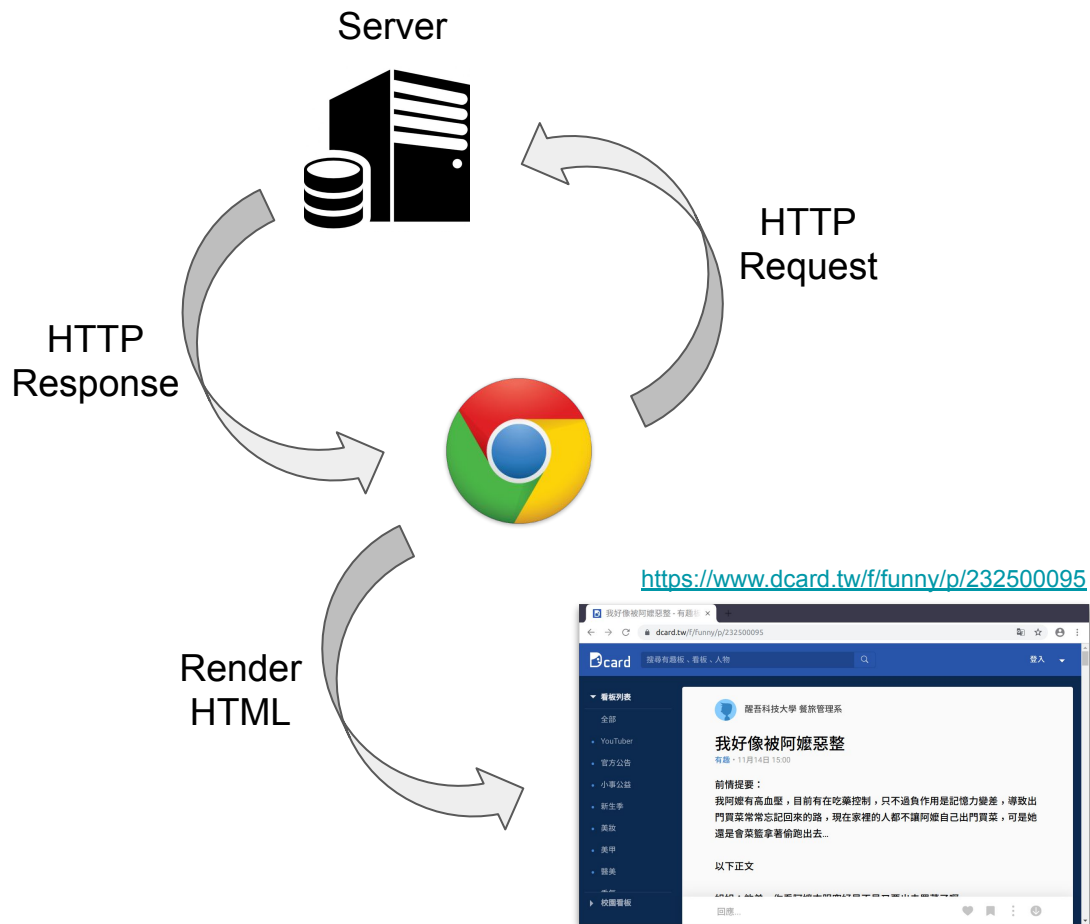 Server
HTTP
Request
HTTP
Response
https://www.dcard.tw/f/funny/p/232500095
Render
HTML
我好像被阿嬤惡整 - 有趣
dcard.tw/f/funny/p/232500095
Dcard
搜尋有趣板、看板、人物
登入
看板列表
全部
YouTuber
官方公告
小事公益
新生季
美妝
美甲
醫美
校園看板
醒吾科技大學 餐旅管理系
我好像被阿嬤惡整
有趣・11月14日 15:00
前情提要：
我阿嬤有高血壓，目前有在吃藥控制，只不過負作用是記憶力變差，導致出
門買菜常常忘記回來的路，現在家裡的人都不讓阿嬤自己出門買菜，可是她
還是會菜籃拿著偷跑出去...
以下正文
回應...